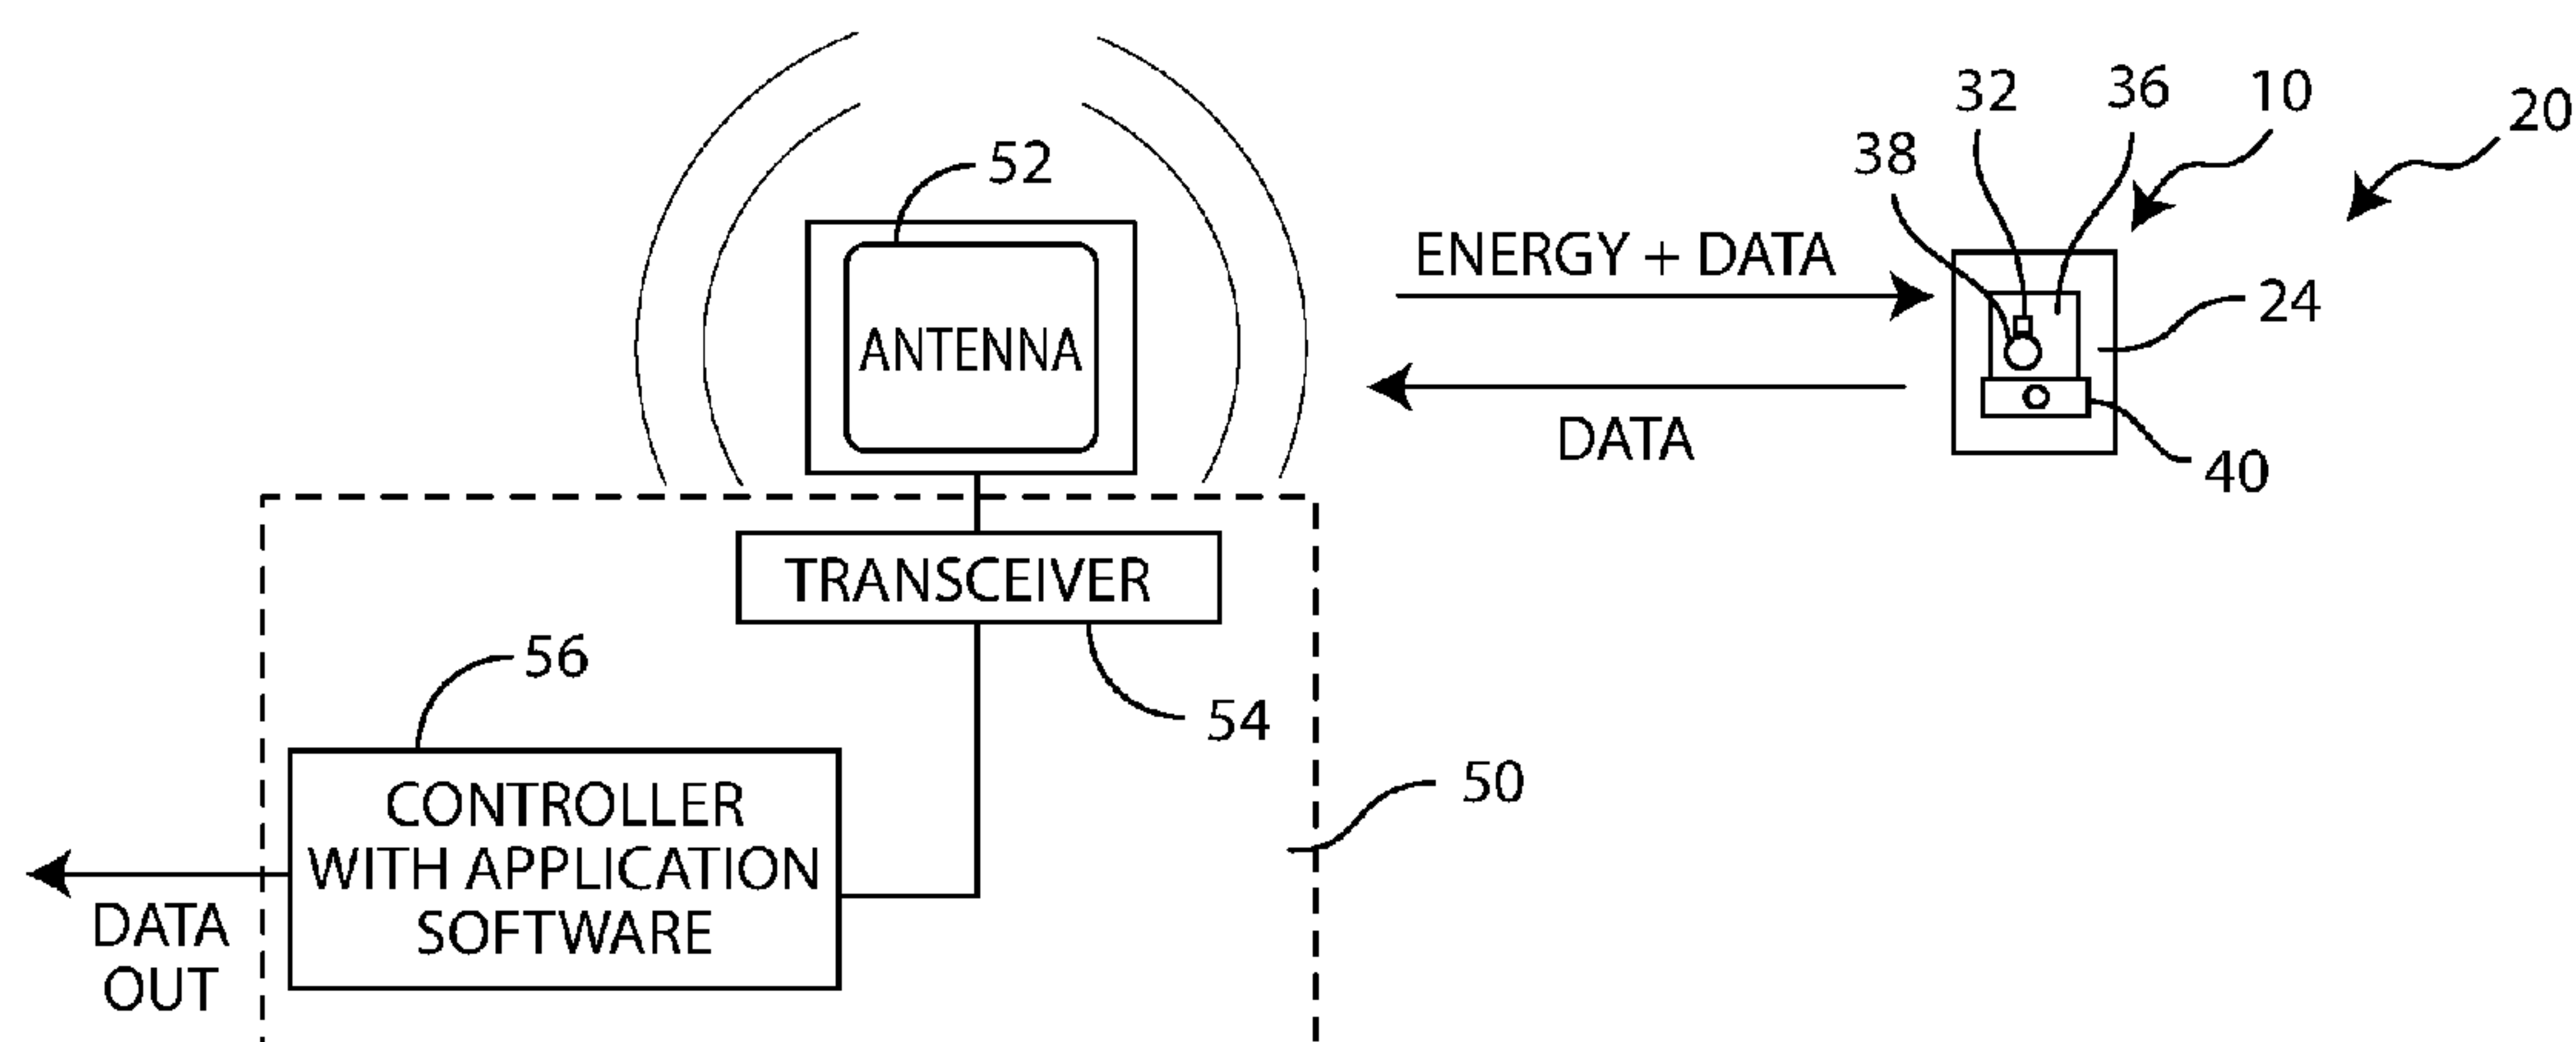 32 36 10 20
38
52
ENERGY + DATA
24
ANTENNA
DATA
40
TRANSCEIVER
56
54
50
CONTROLLER
WITH APPLICATION
SOFTWARE
DATA
OUT